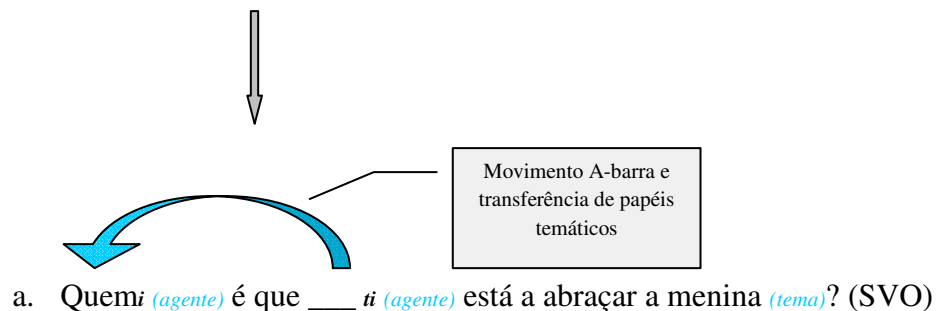 Movimento A-barra e
transferência de papéis
temáticos
a. Quemi (agente) é que ___ ti (agente) está a abraçar a menina (tema)? (SVO)